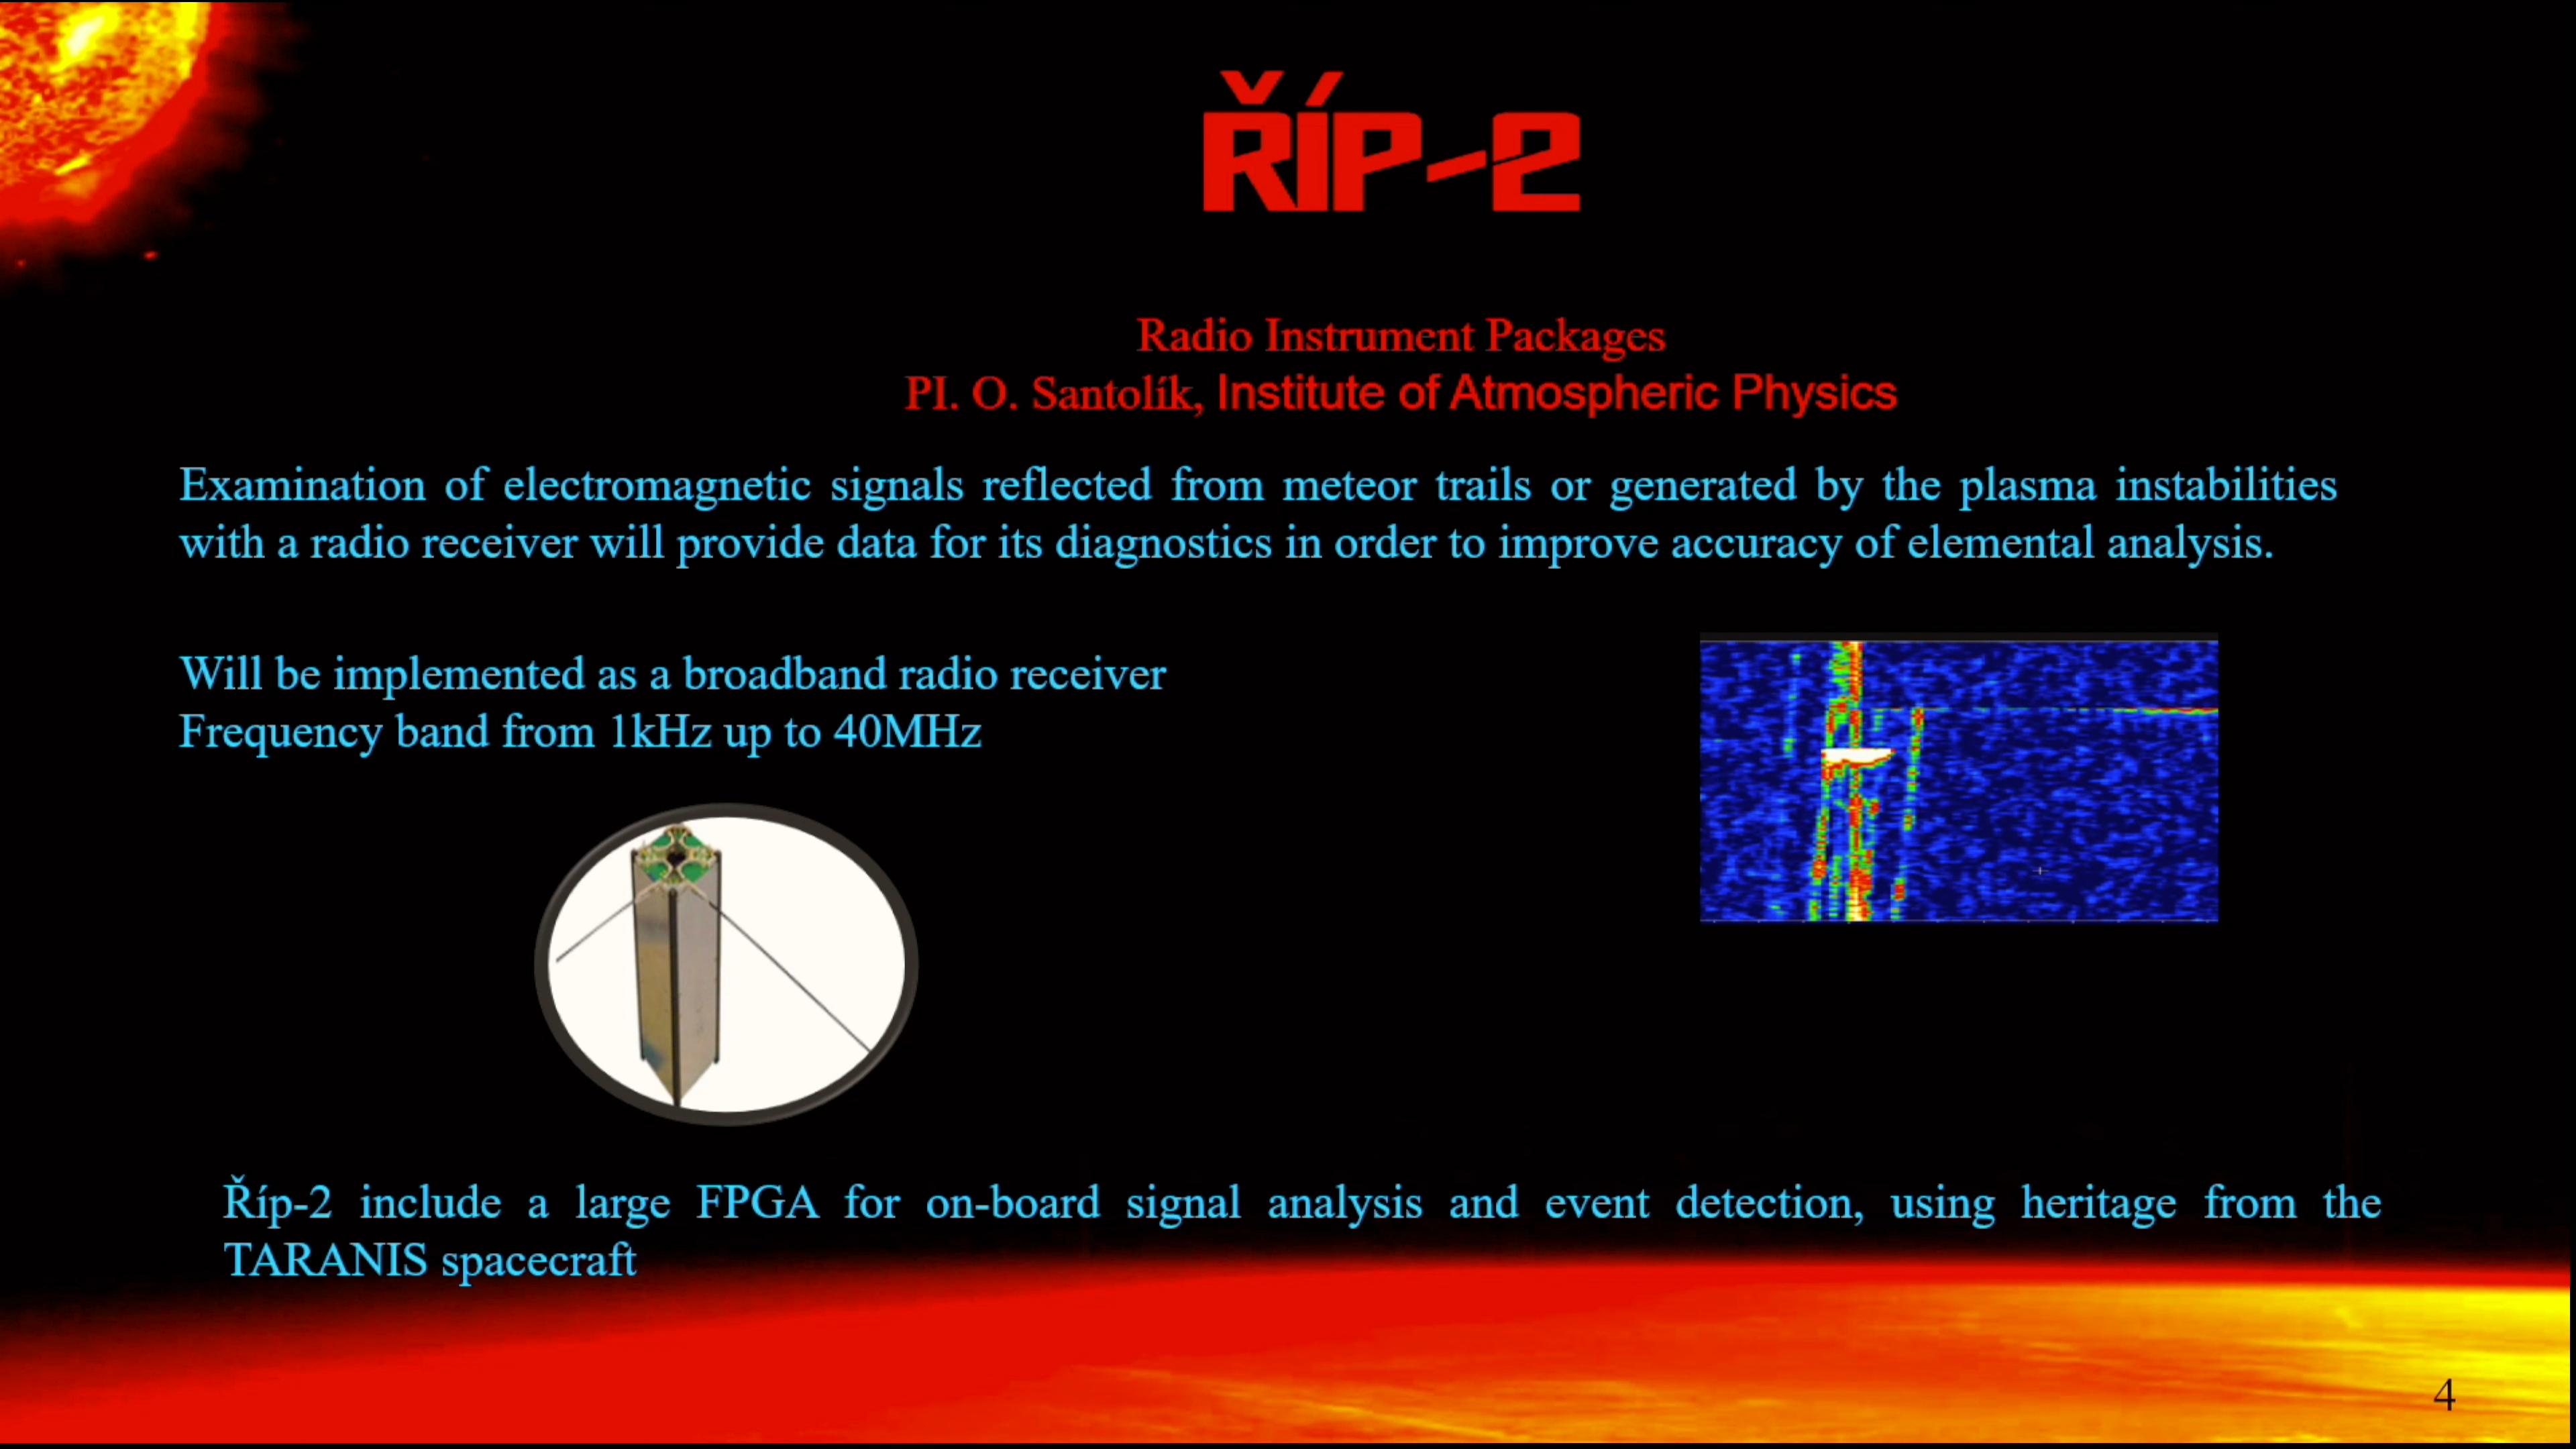 ŘÍP-2
Radio Instrument Packages
PI. O. Santolík, Institute of Atmospheric Physics
Examination of electromagnetic signals reflected from meteor trails or generated by the plasma instabilities
with a radio receiver will provide data for its diagnostics in order to improve accuracy of elemental analysis.
Will be implemented as a broadband radio receiver
Frequency band from 1kHz up to 40MHz
Říp-2 include a large FPGA for on-board signal analysis and event detection, using heritage from the
TARANIS spacecraft
4